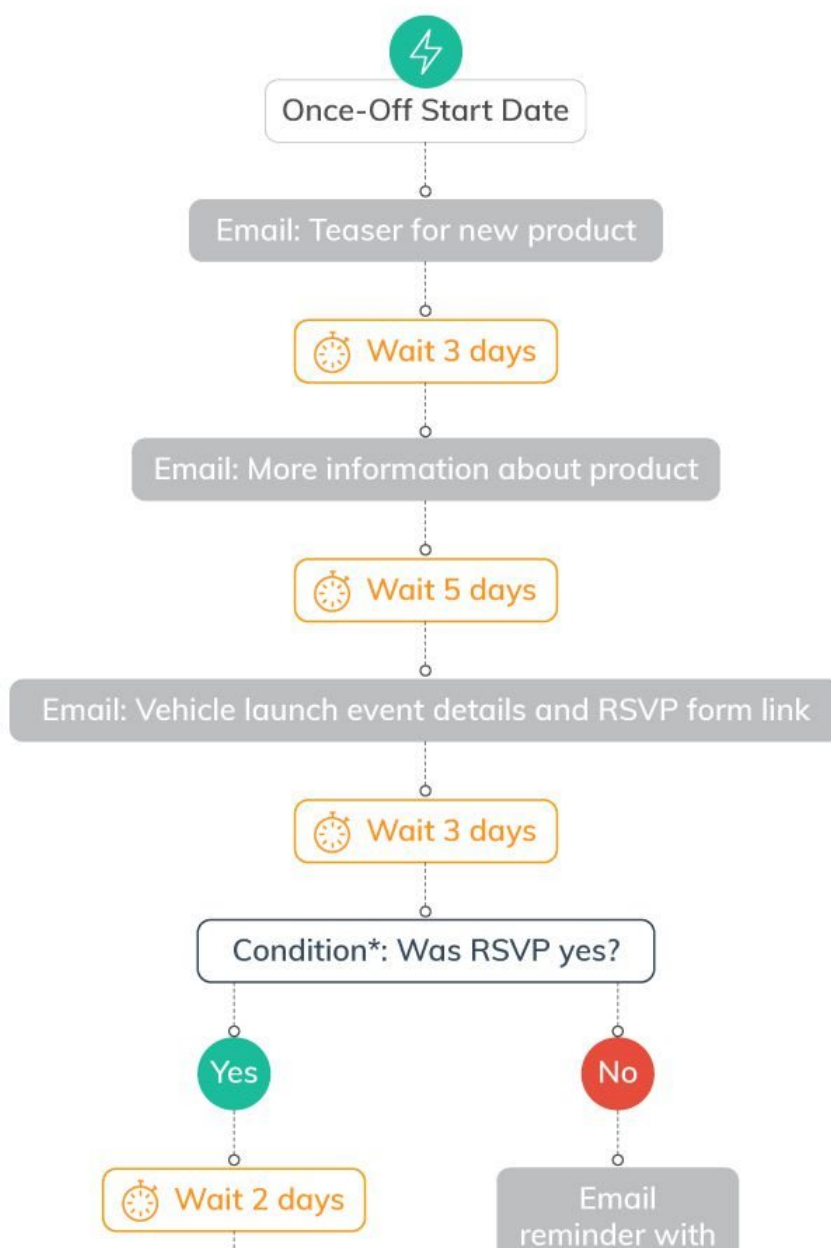 Once-Off Start Date
Email: Teaser for new product
Wait 3 days
Email: More information about product
Wait 5 days
Email: Vehicle launch event details and RSVP form link
Wait 3 days
Condition*: Was RSVP yes?
Yes
No
Wait 2 days
Email
reminder with